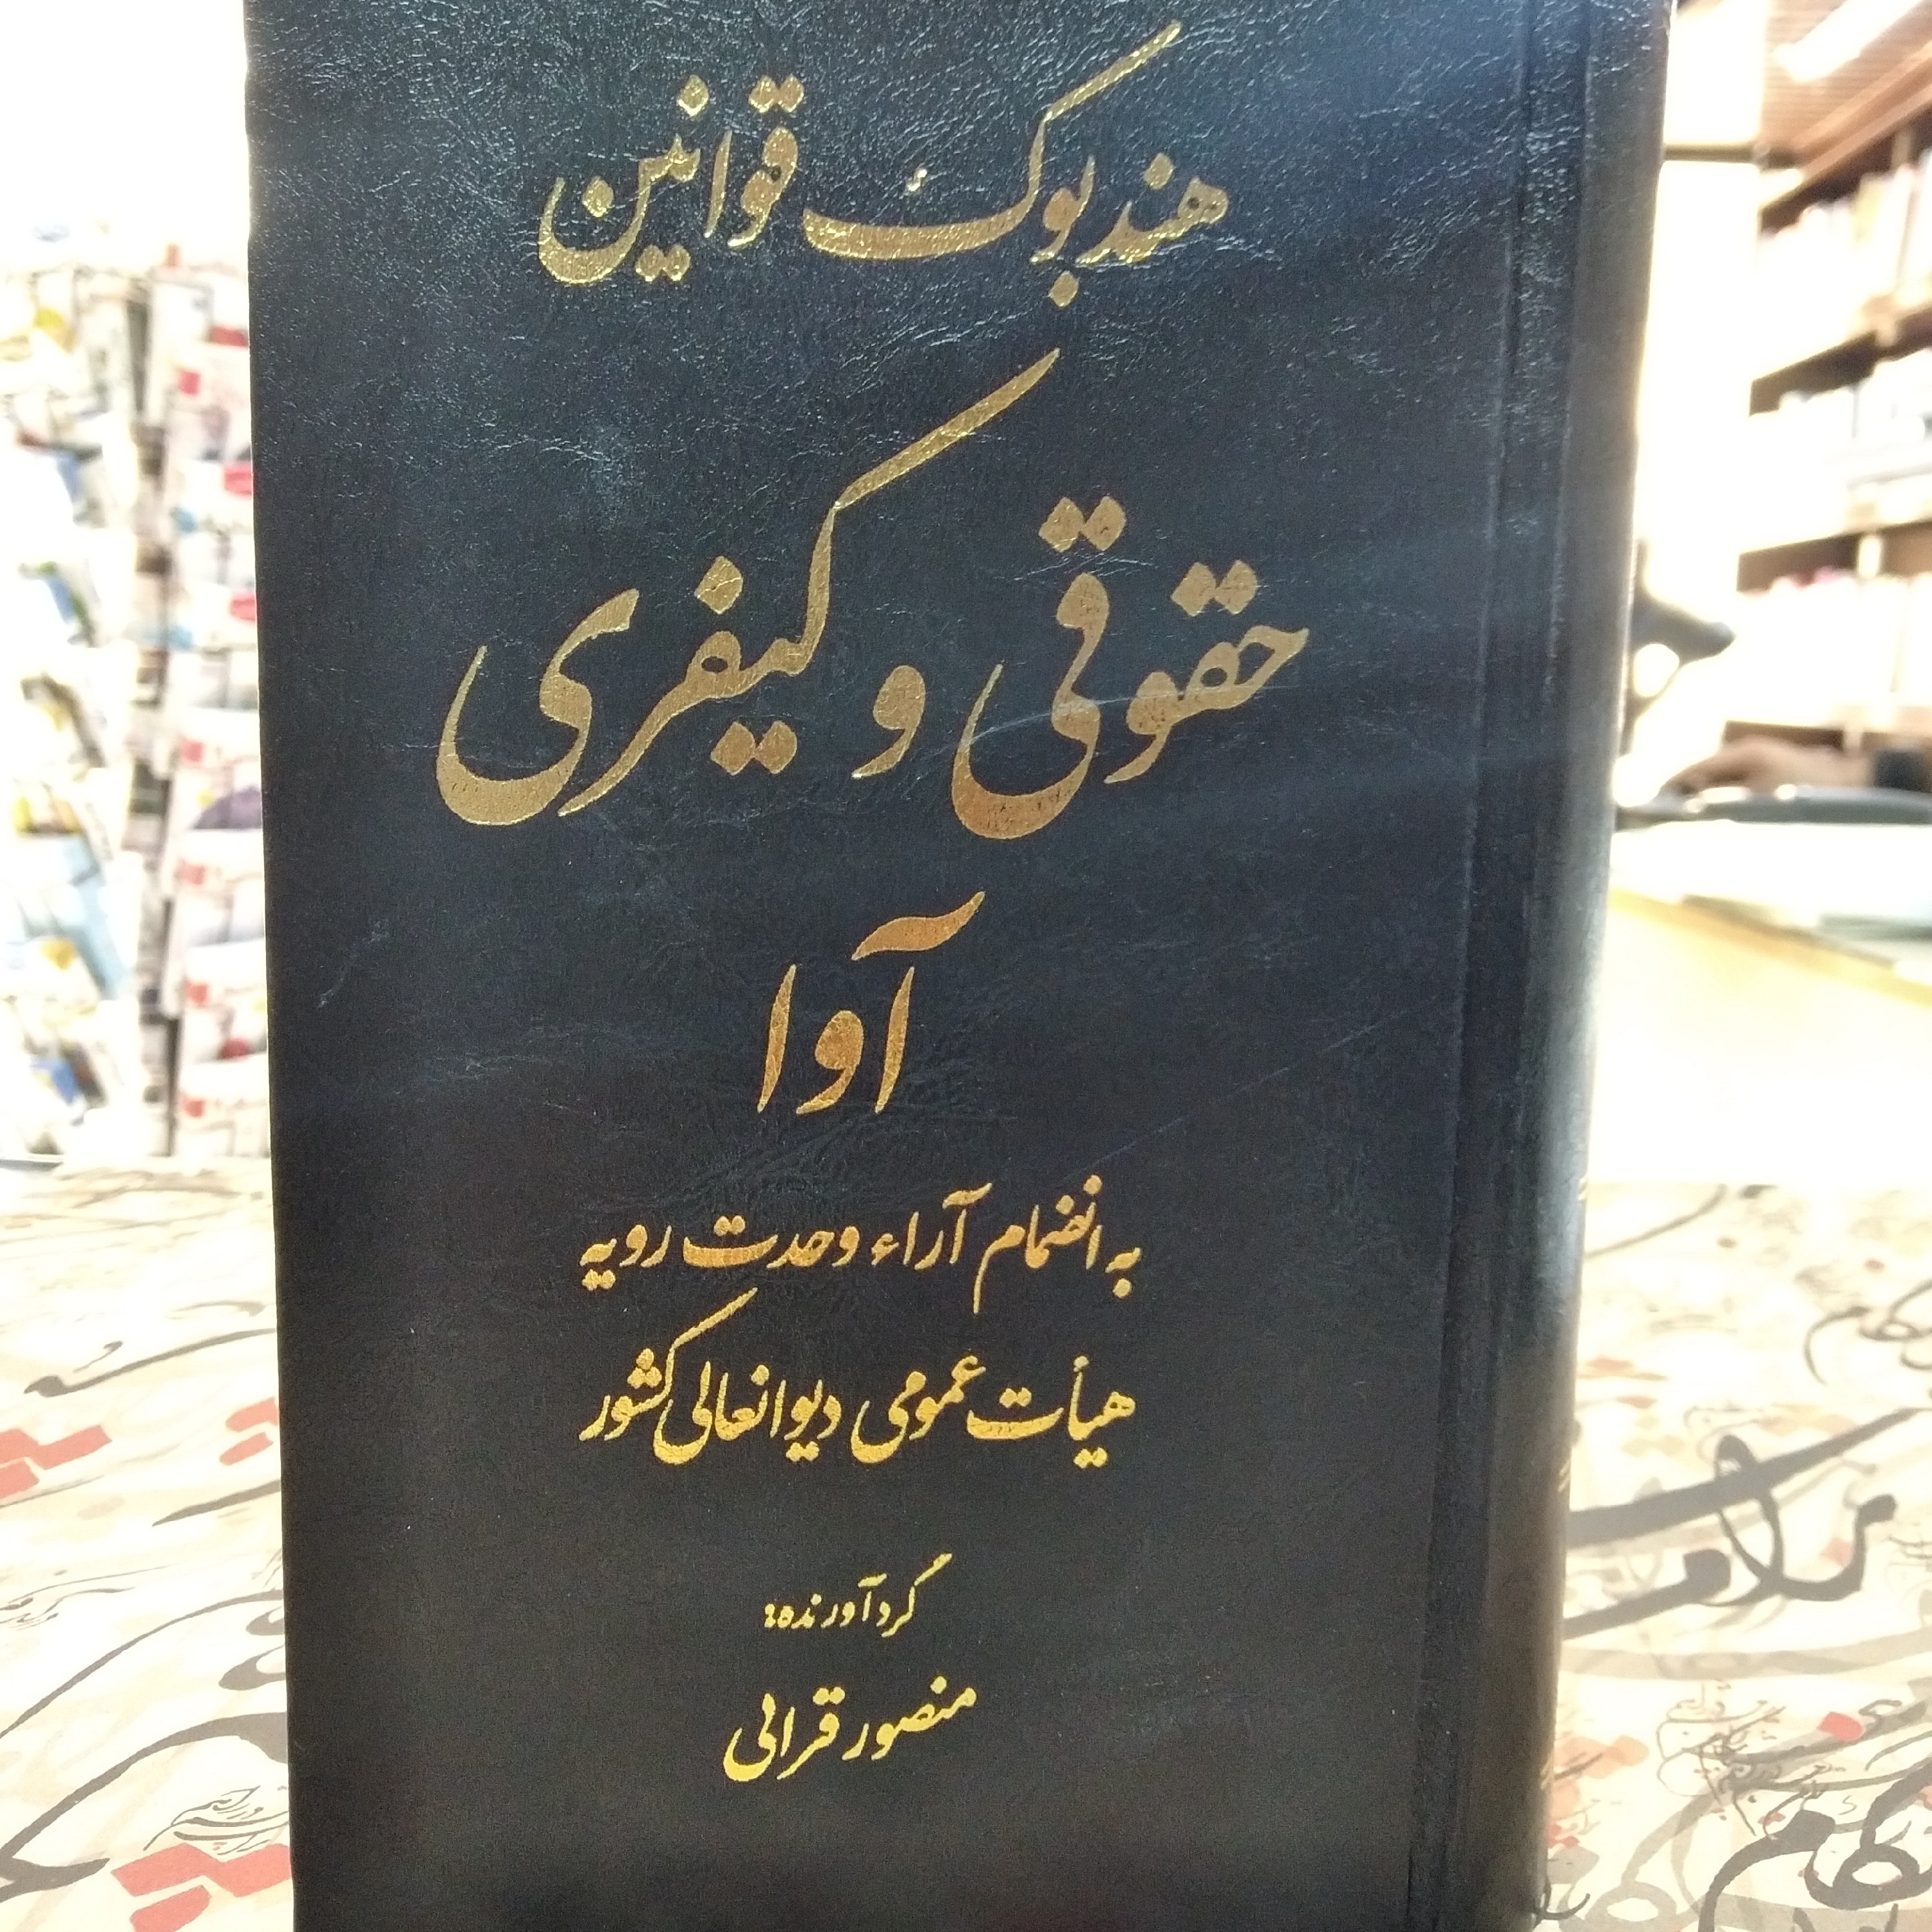 هندبوک قوانین
حقوقی و کیفری
آوا
به انضمام آراء وحدت رویه
هیأت عمومی دیوانعالی کشور
گردآورنده:
منصور قرائی